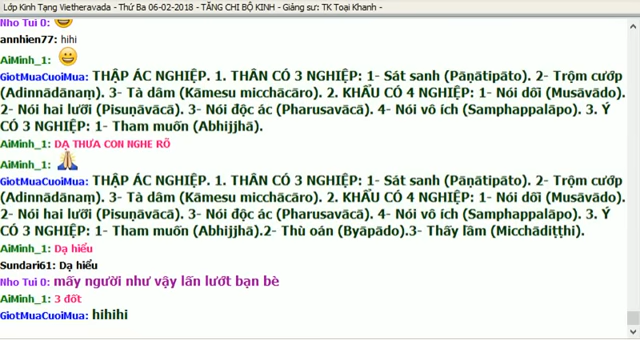 Lớp Kinh Tạng Vietheravada - Thứ Ba 06-02-2018 - TĂNG CHI BỘ KINH - Giảng sư: TK Toại Khanh -
Nho Tui 0:
annhien77: hihi
AiMinh_1:
GiotMuaCuoiMua: THẬP ÁC NGHIỆP. 1. THÂN CÓ 3 NGHIỆP: 1- Sát sanh (Pāṇātipāto). 2- Trộm cướp
(Adinnādānaṃ). 3- Tà dâm (Kāmesu micchācāro). 2. KHẨU CÓ 4 NGHIỆP: 1- Nói dối (Musāvādo).
2- Nói hai lưỡi (Pisuṇāvācā). 3- Nói độc ác (Pharusavācā). 4- Nói vô ích (Samphappalāpo). 3. Ý
CÓ 3 NGHIỆP: 1- Tham muốn (Abhijjhā).
AiMinh_1: DẠ THƯA CON NGHE RÕ
AiMinh_1:
GiotMuaCuoiMua: THẬP ÁC NGHIỆP. 1. THÂN CÓ 3 NGHIỆP: 1- Sát sanh (Pāṇātipāto). 2- Trộm cướp
(Adinnādānaṃ). 3- Tà dâm (Kāmesu micchācāro). 2. KHẨU CÓ 4 NGHIỆP: 1- Nói dối (Musāvādo).
2- Nói hai lưỡi (Pisuṇāvācā). 3- Nói độc ác (Pharusavācā). 4- Nói vô ích (Samphappalāpo). 3. Ý
CÓ 3 NGHIỆP: 1- Tham muốn (Abhijjhā).2- Thù oán (Byāpādo).3- Thấy lầm (Micchādiṭṭhi).
AiMinh_1: Dạ hiểu
Sundari61: Dạ hiểu
Nho Tui 0: mấy người như vậy lấn lướt bạn bè
AiMinh_1: 3 đốt
GiotMuaCuoiMua: hihihi